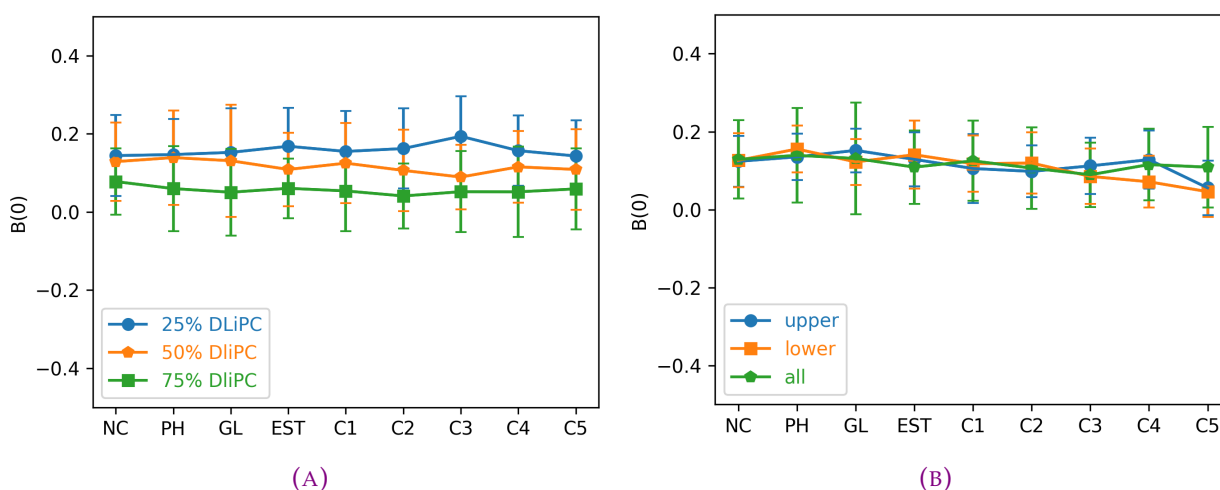 0.4
0.2
0.0
−0.2
−0.4
B(0)
25% DLiPC
50% DliPC
75% DliPC
NC PH GL EST C1 C2 C3 C4 C5
(A)
0.4
0.2
0.0
−0.2
−0.4
B(0)
upper
lower
all
NC PH GL EST C1 C2 C3 C4 C5
(B)